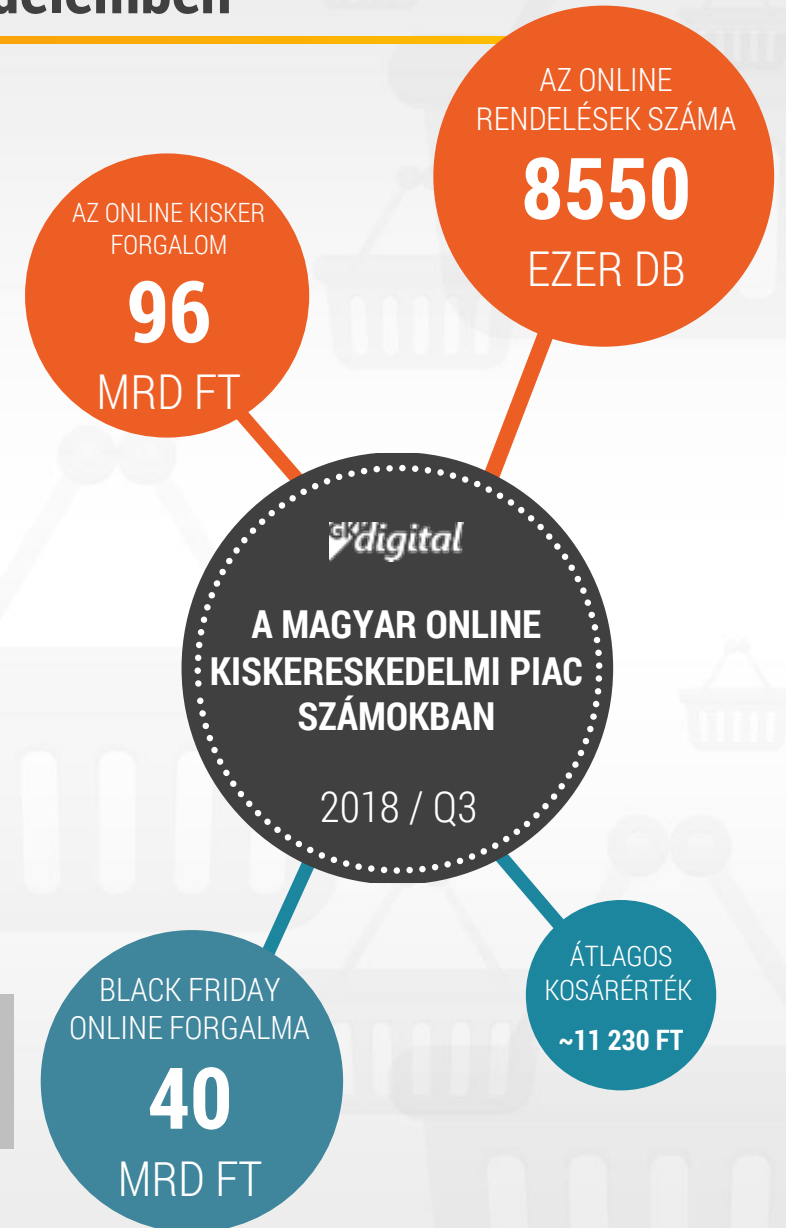 AZ ONLINE
RENDELÉSEK SZÁMA
8550
EZER DB
AZ ONLINE KISKER
FORGALOM
96
MRD FT
GKI digital
A MAGYAR ONLINE
KISKERESKEDELMI PIAC
SZÁMOKBAN
2018 / Q3
ÁTLAGOS
KOSÁRÉRTÉK
~11 230 FT
BLACK FRIDAY
ONLINE FORGALMA
40
MRD FT